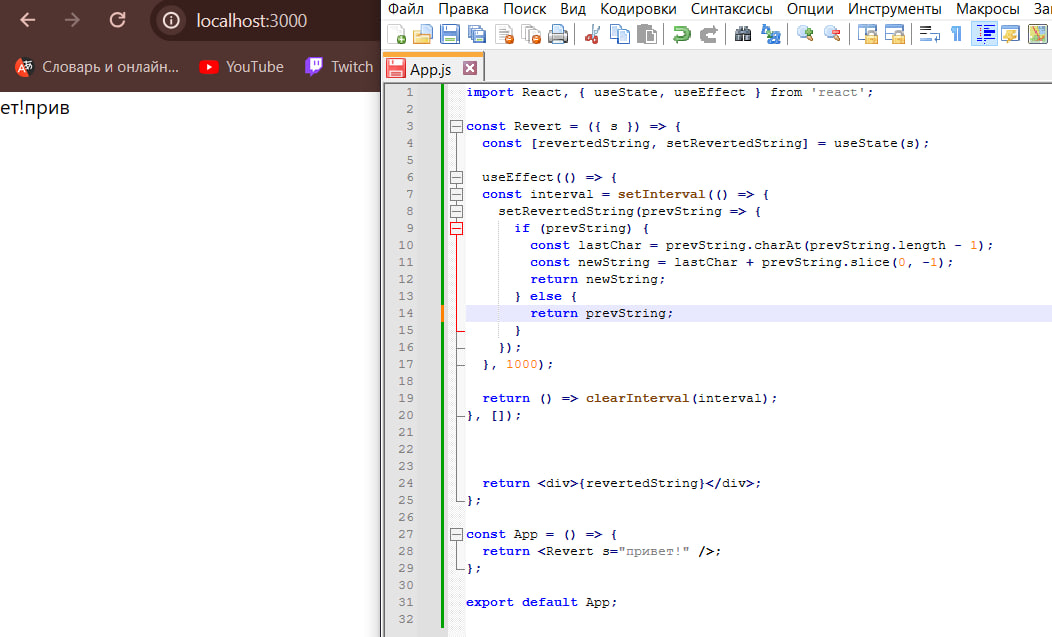 localhost:3000
Словарь и онлайн... YouTube Twitch
ет!прив
Файл Правка Поиск Вид Кодировки Синтаксисы Опции Инструменты Макросы За
App.js
1 import React, { useState, useEffect } from 'react';
2
3 const Revert = ({ s }) => {
4 const [revertedString, setRevertedString] = useState(s);
5
6 useEffect(() => {
7 const interval = setInterval(() => {
8 setRevertedString(prevString => {
9 if (prevString) {
10 const lastChar = prevString.charAt(prevString.length - 1);
11 const newString = lastChar + prevString.slice(0, -1);
12 return newString;
13 } else {
14 return prevString;
15 }
16 });
17 }, 1000);
18
19 return () => clearInterval(interval);
20 }, []);
21
22
23
24 return <div>{revertedString}</div>;
25 };
26
27 const App = () => {
28 return <Revert s="привет!" />;
29 };
30
31 export default App;
32